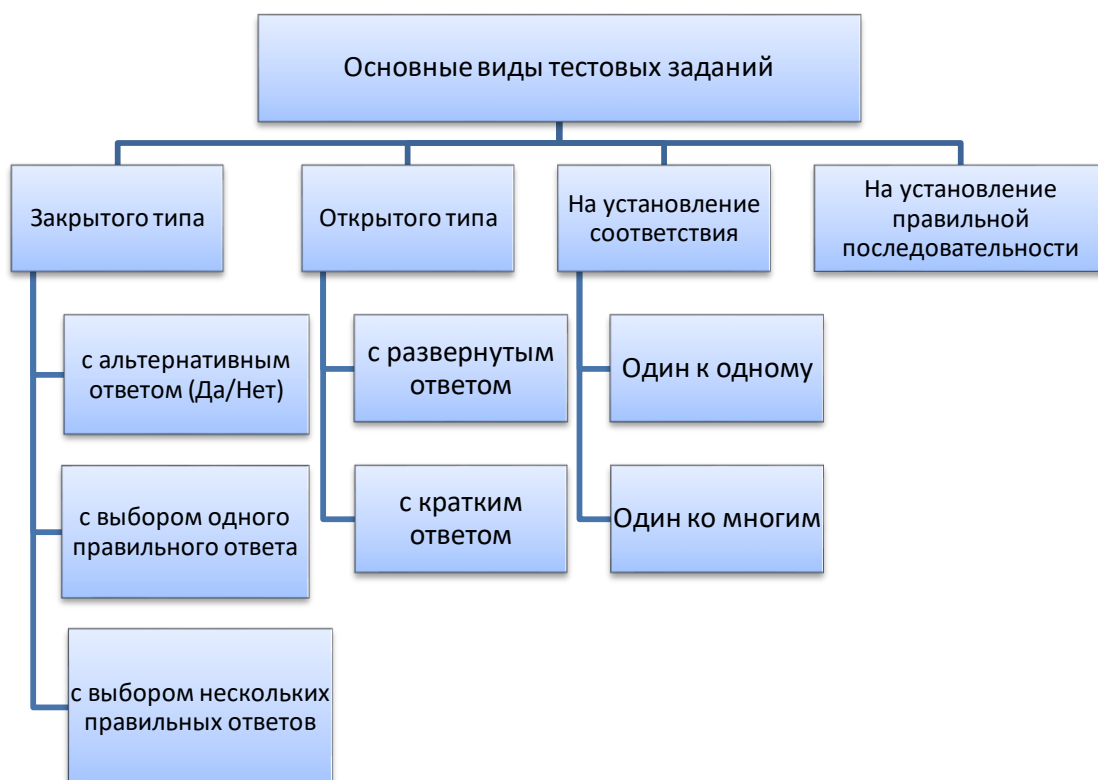 Основные виды тестовых заданий
Закрытого типа
Открытого типа
На установление
соответствия
На установление
правильной
последовательности
с альтернативным
ответом (Да/Нет)
с развернутым
ответом
Один к одному
с выбором одного
правильного ответа
с кратким
ответом
Один ко многим
с выбором нескольких
правильных ответов